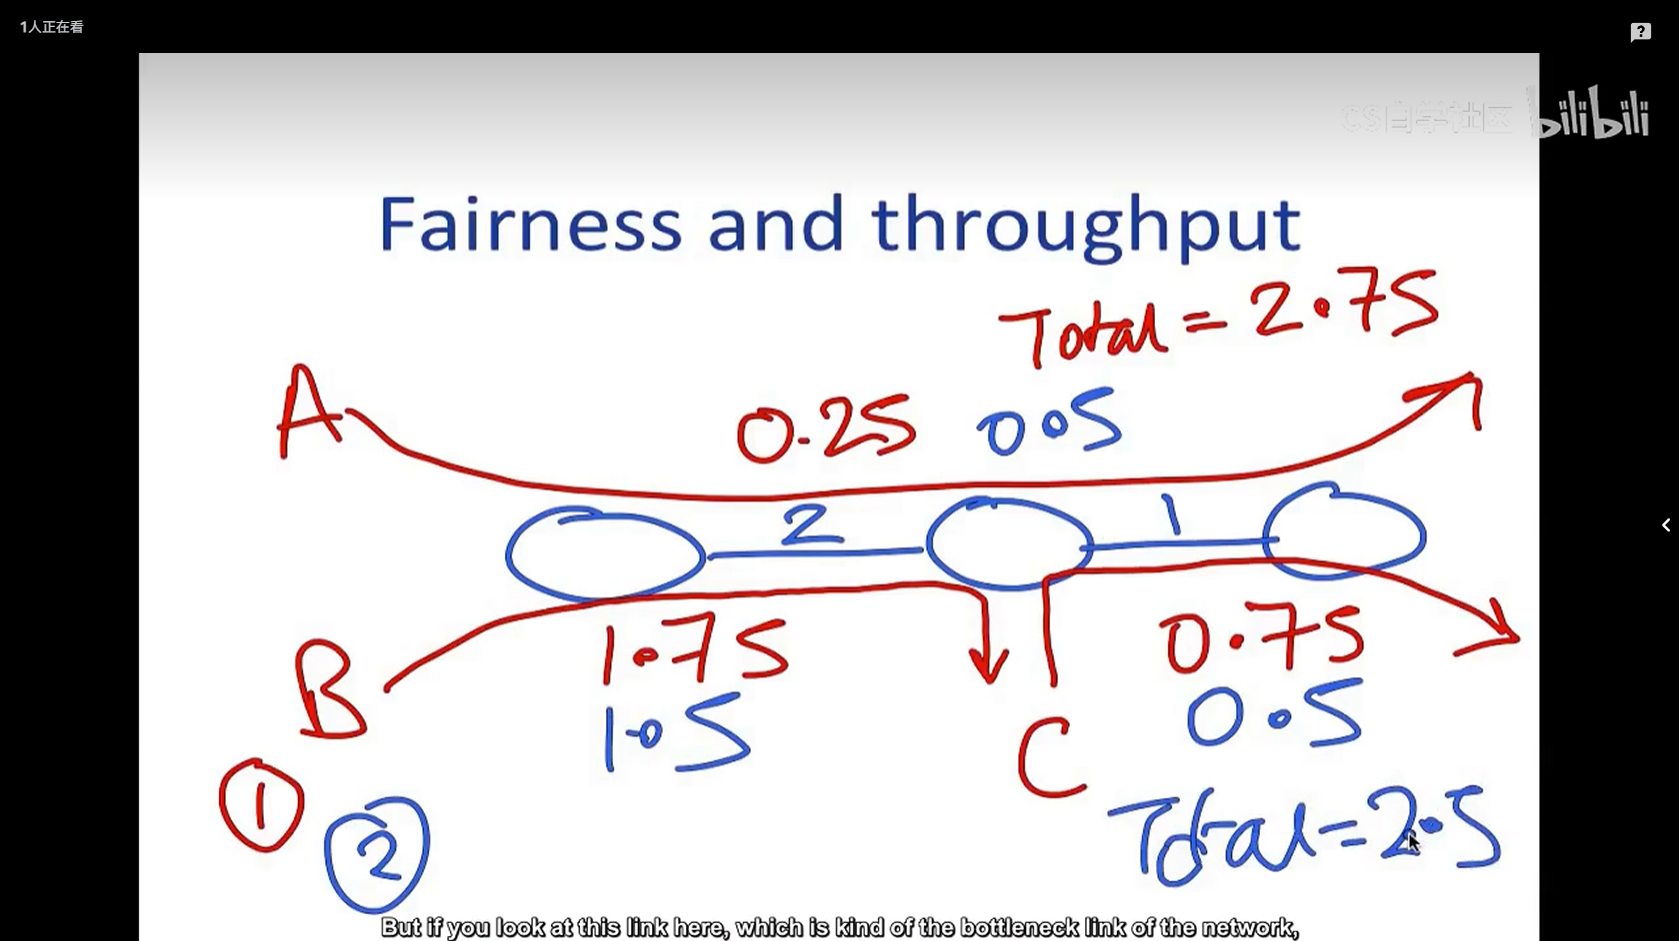 1人正在看
?
CS自学社区 bilibili
Fairness and throughput
Total = 2.75
A
0.25 0.5
2 1
1.75 0.75
B
1.5 0.5
C
1
2
Total = 2.5
But if you look at this link here, which is kind of the bottleneck link of the network,